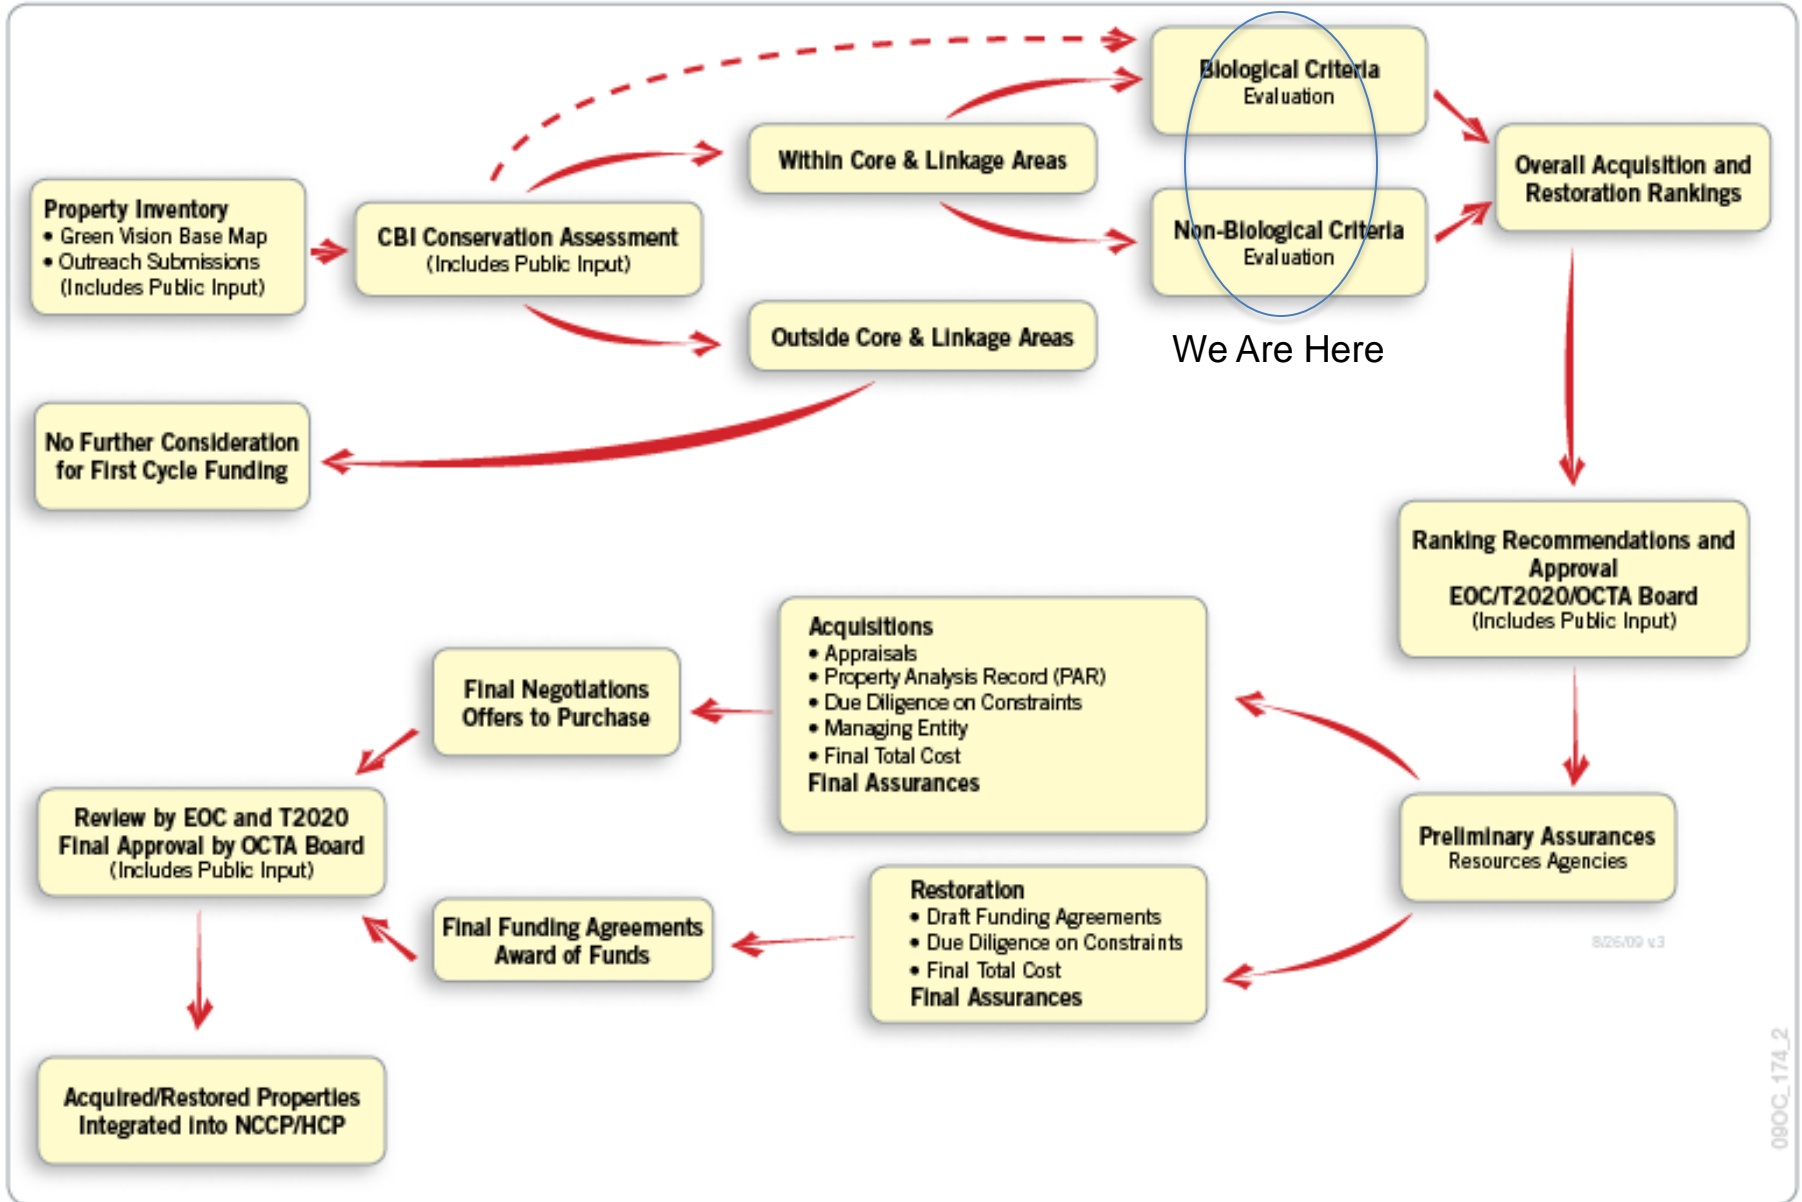 Biological Criteria
Evaluation
Within Core & Linkage Areas
Overall Acquisition and
Restoration Rankings
Property Inventory
• Green Vision Base Map
• Outreach Submissions
(Includes Public Input)
CBI Conservation Assessment
(Includes Public Input)
Non-Biological Criteria
Evaluation
Outside Core & Linkage Areas
We Are Here
No Further Consideration
for First Cycle Funding
Ranking Recommendations and
Approval
EOC/T2020/OCTA Board
(Includes Public Input)
Acquisitions
• Appraisals
• Property Analysis Record (PAR)
• Due Diligence on Constraints
• Managing Entity
• Final Total Cost
Final Assurances
Final Negotiations
Offers to Purchase
Review by EOC and T2020
Final Approval by OCTA Board
(Includes Public Input)
Preliminary Assurances
Resources Agencies
Restoration
• Draft Funding Agreements
• Due Diligence on Constraints
• Final Total Cost
Final Assurances
Final Funding Agreements
Award of Funds
8/26/09 v.3
Acquired/Restored Properties
Integrated into NCCP/HCP
09OC_174_2